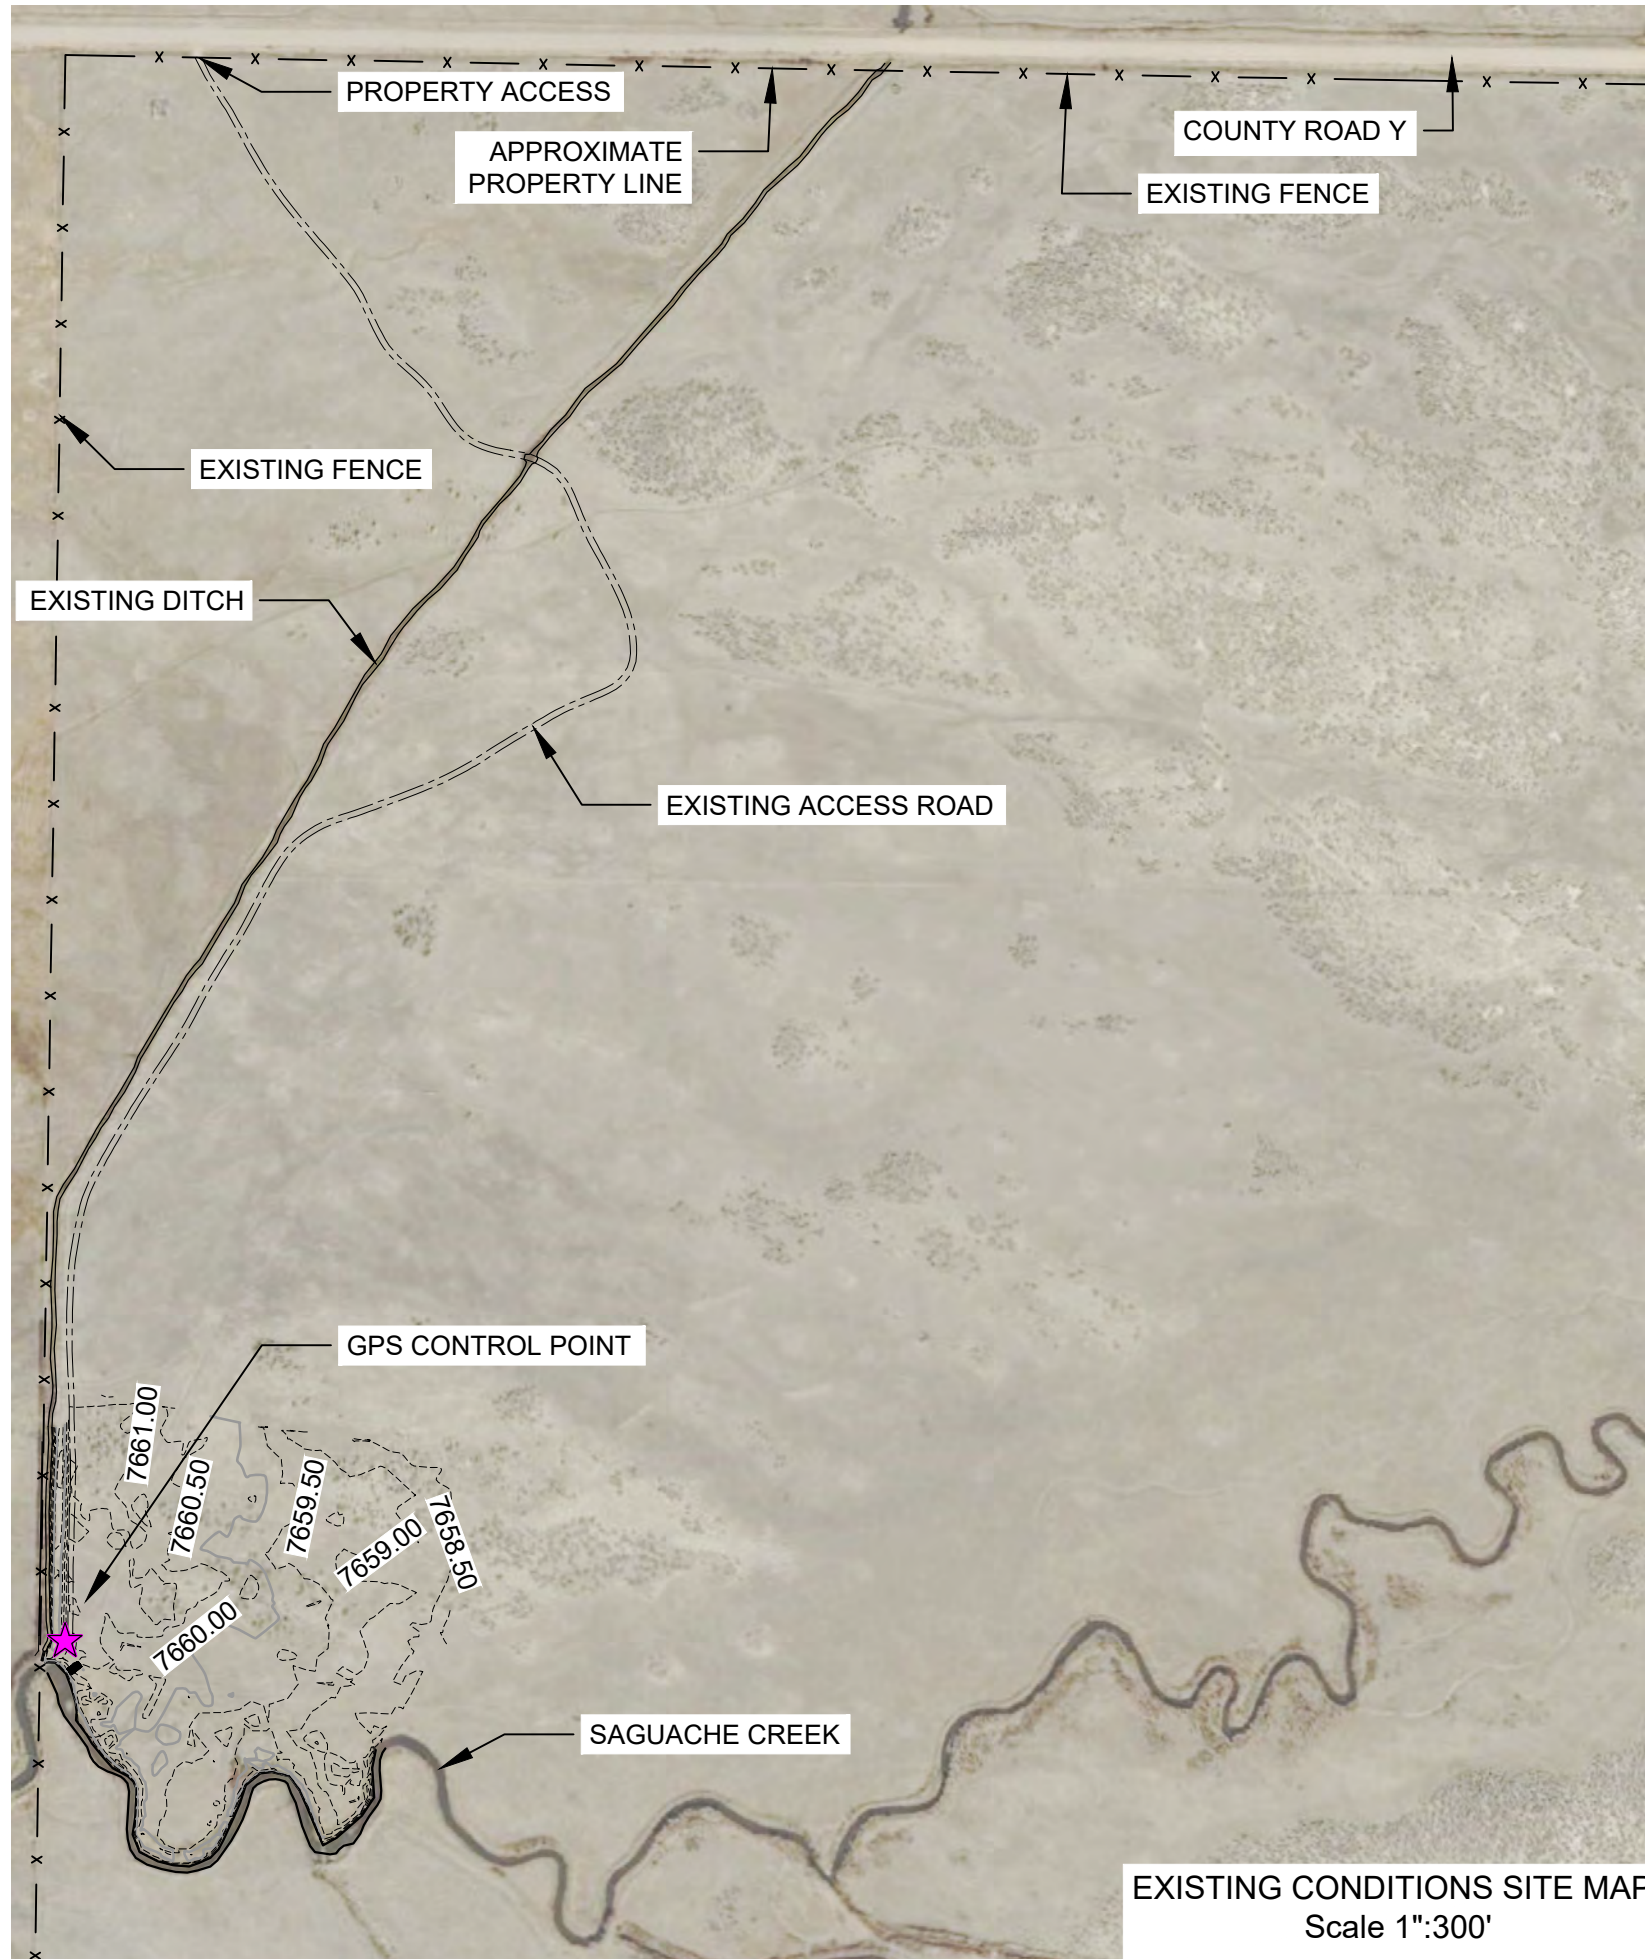 PROPERTY ACCESS
APPROXIMATE
PROPERTY LINE
COUNTY ROAD Y
EXISTING FENCE
EXISTING FENCE
EXISTING DITCH
EXISTING ACCESS ROAD
GPS CONTROL POINT
7661.00
7660.50
7659.50
7659.00
7658.50
7660.00
SAGUACHE CREEK
EXISTING CONDITIONS SITE MAP
Scale 1":300'